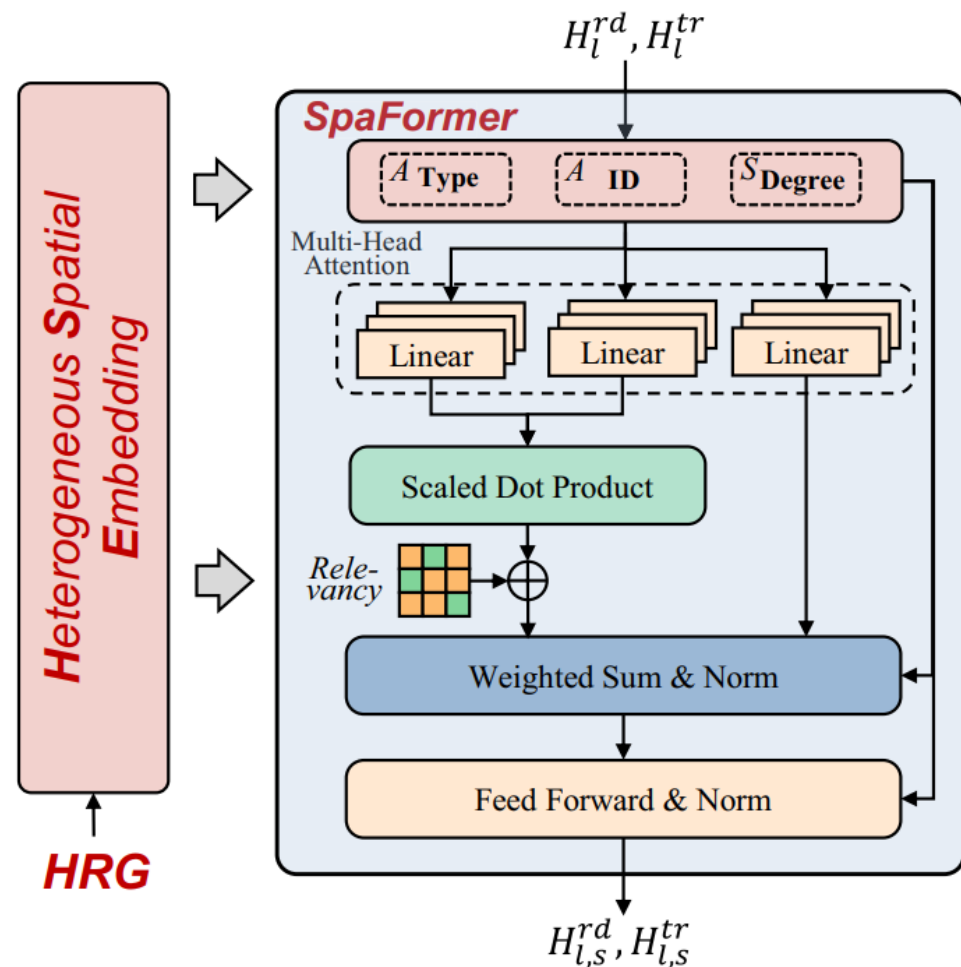 H_l^{rd}, H_l^{tr}
SpaFormer
A Type
A ID
S Degree
Multi-Head
Attention
Linear
Linear
Linear
Scaled Dot Product
Rele-
vancy
Weighted Sum & Norm
Feed Forward & Norm
H_{l,s}^{rd}, H_{l,s}^{tr}
Heterogeneous Spatial
Embedding
HRG